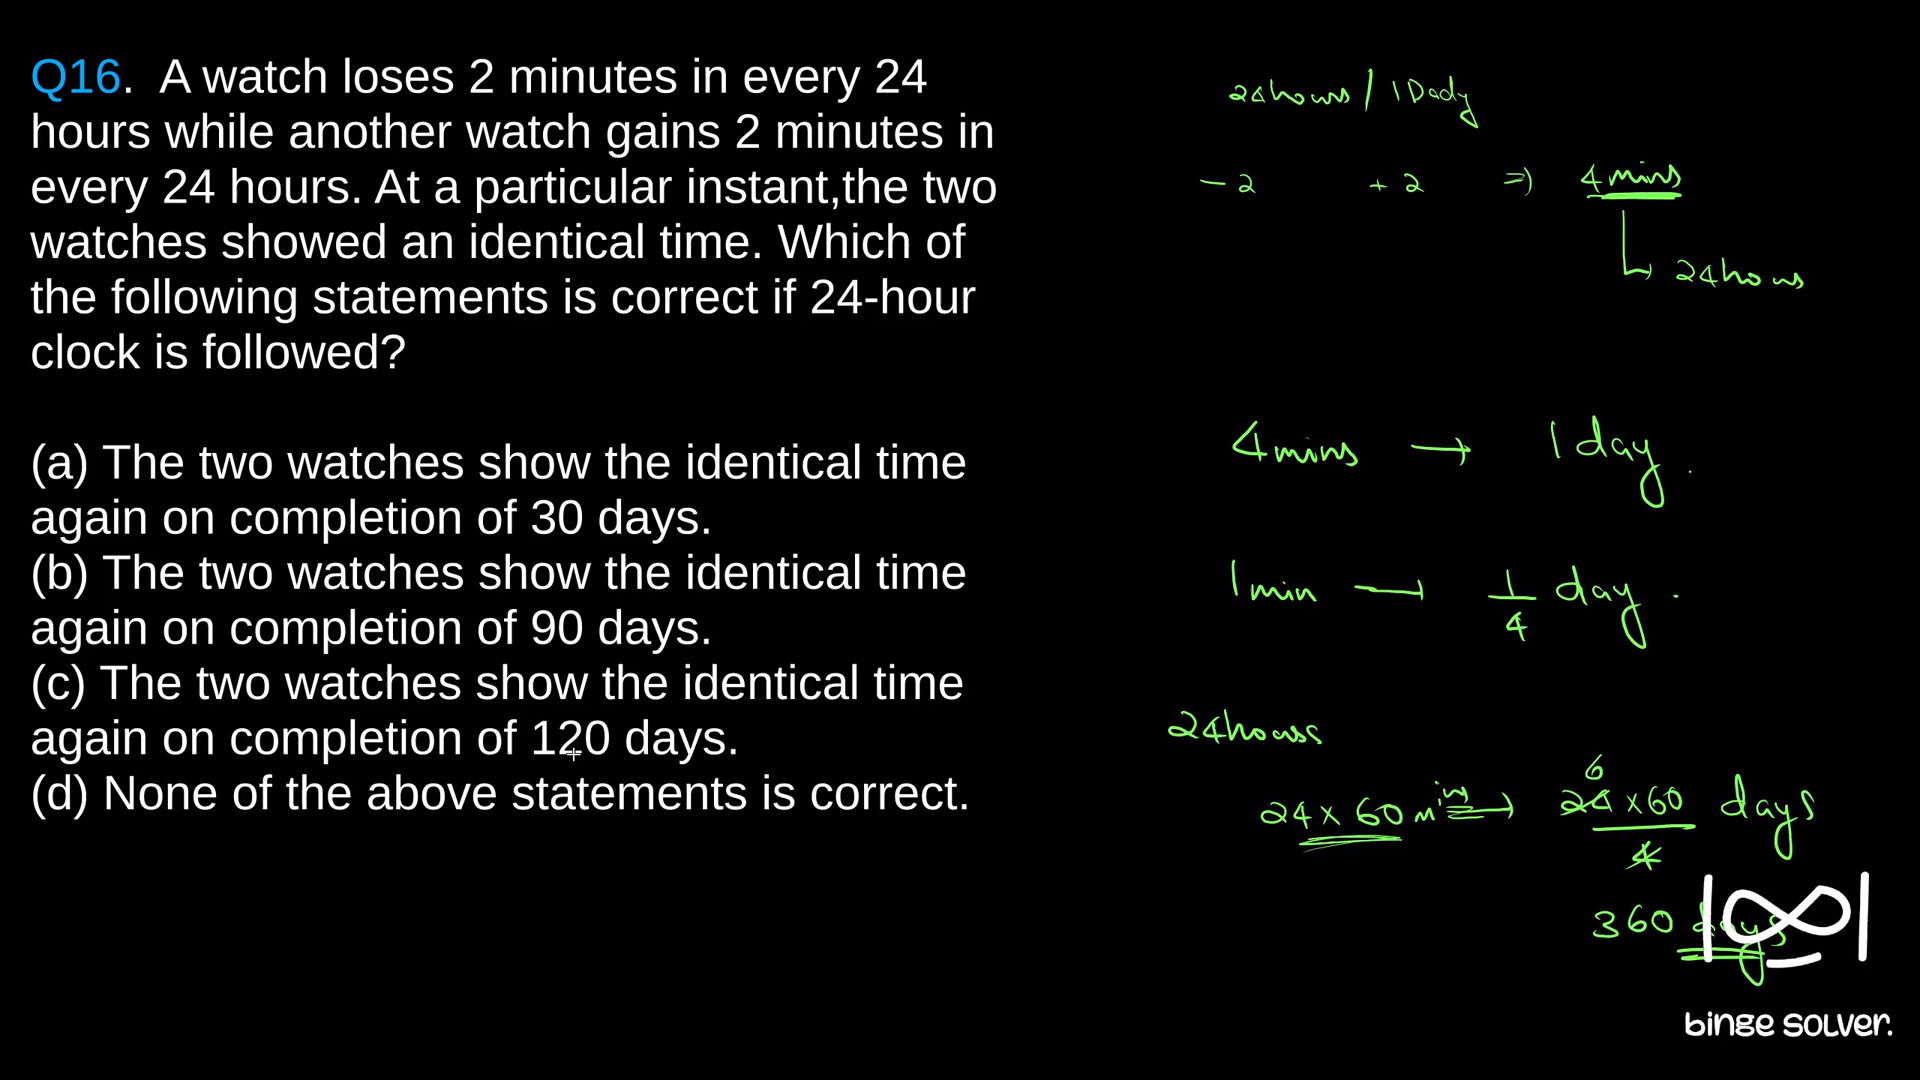 Q16. A watch loses 2 minutes in every 24
hours while another watch gains 2 minutes in
every 24 hours. At a particular instant,the two
watches showed an identical time. Which of
the following statements is correct if 24-hour
clock is followed?
(a) The two watches show the identical time
again on completion of 30 days.
(b) The two watches show the identical time
again on completion of 90 days.
(c) The two watches show the identical time
again on completion of 120 days.
(d) None of the above statements is correct.
24hours / 1Dady
- 2 + 2 => 4mins
↳ 24hours
4mins → 1day.
1min → 1/4 day.
24hours
24 x 60 mins → 24 x 60 / 4 days
6
360 days
binge solver.